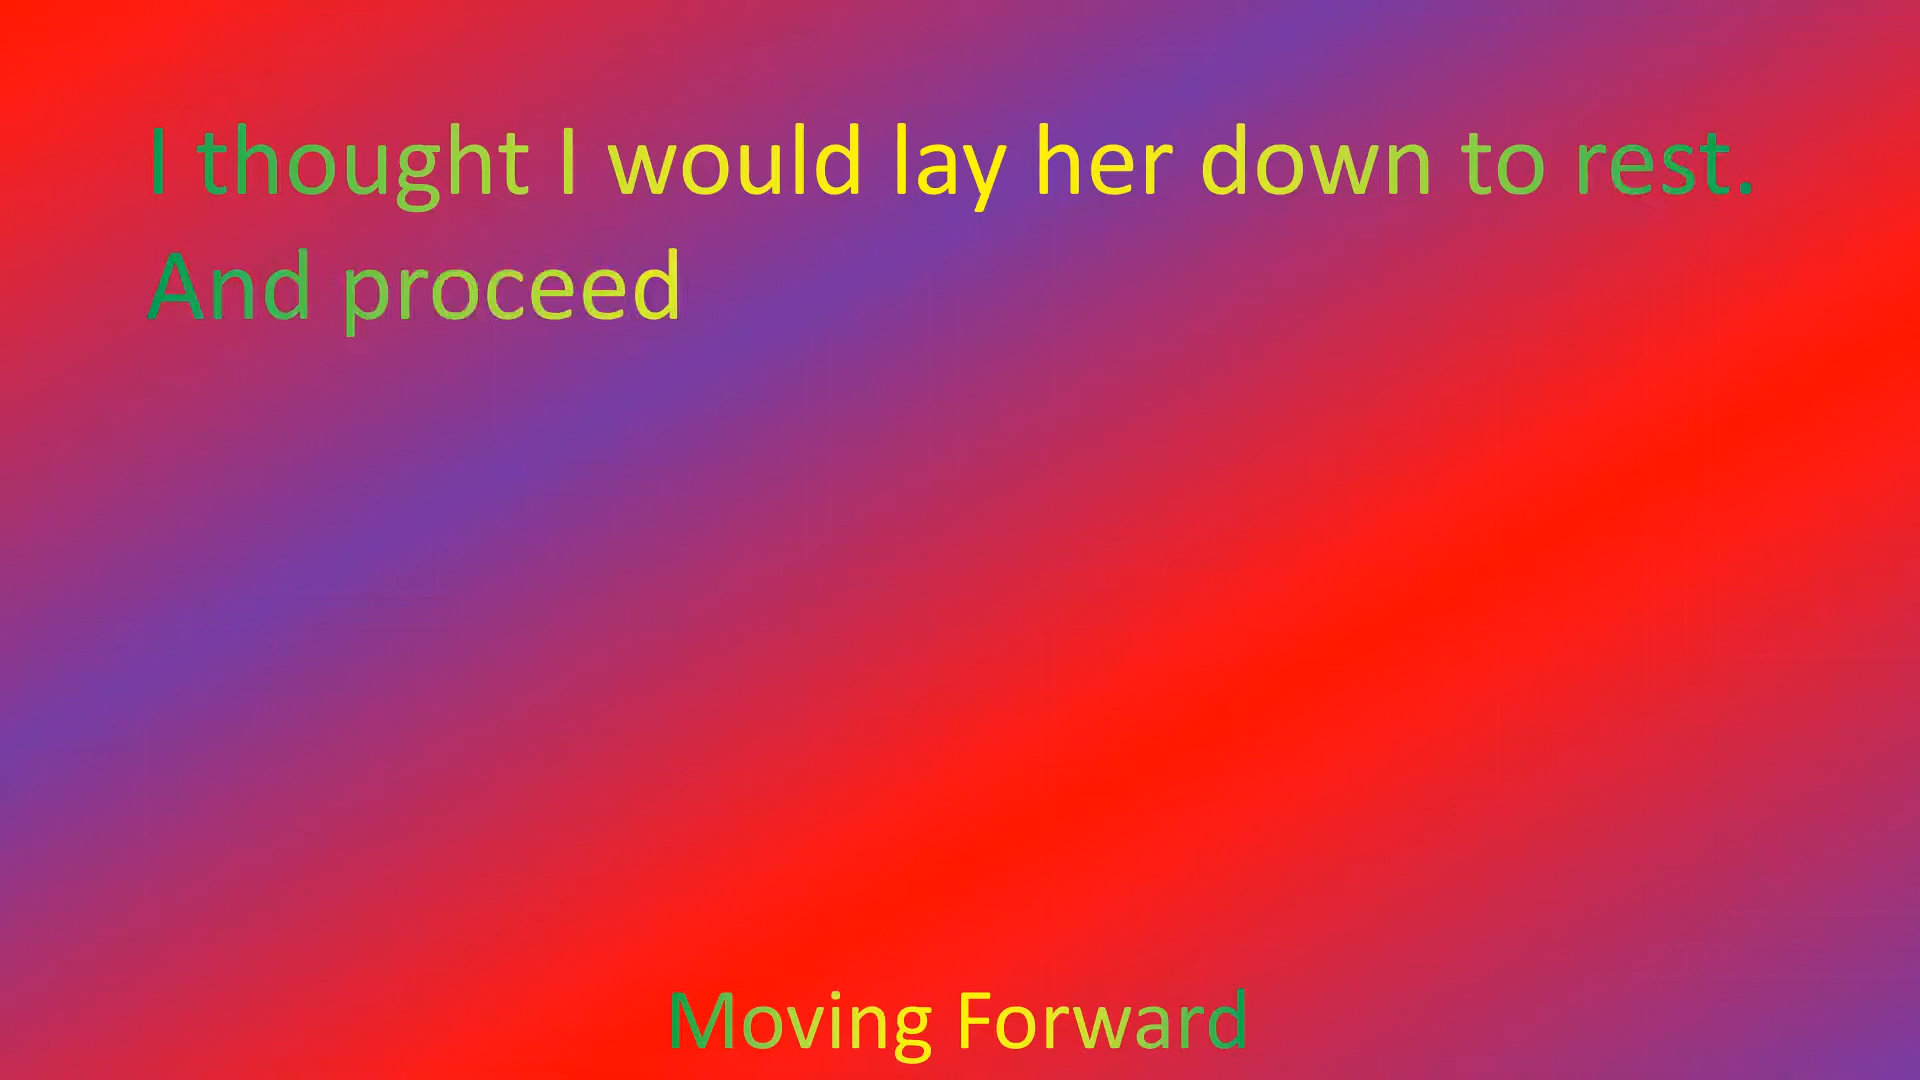 I thought I would lay her down to rest.
And proceed
Moving Forward